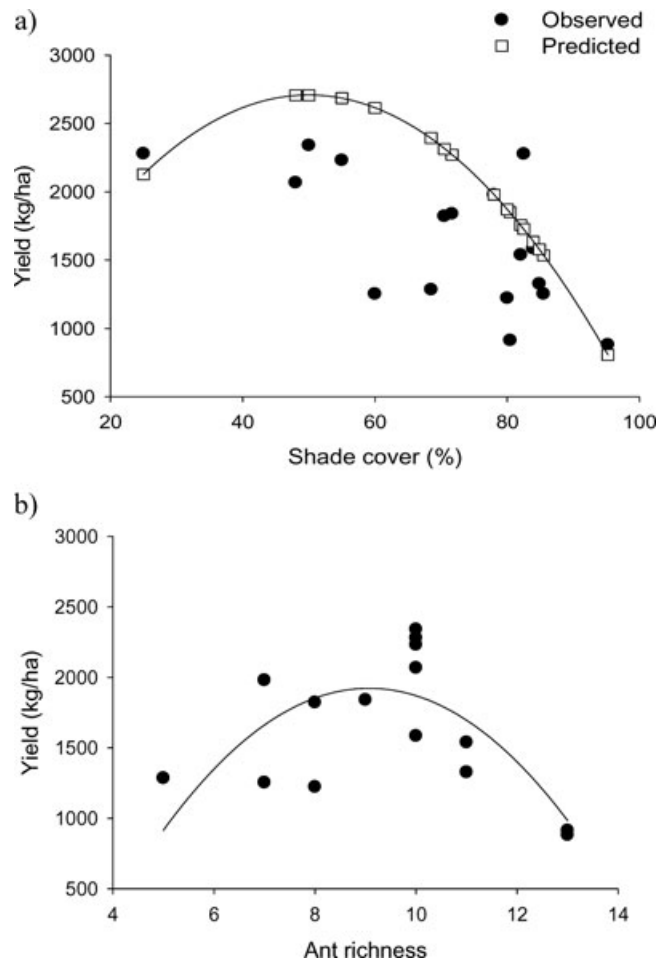 a)
Observed
Predicted
3000
2500
2000
1500
1000
500
Yield (kg/ha)
20 40 60 80 100
Shade cover (%)
b)
3000
2500
2000
1500
1000
500
Yield (kg/ha)
4 6 8 10 12 14
Ant richness